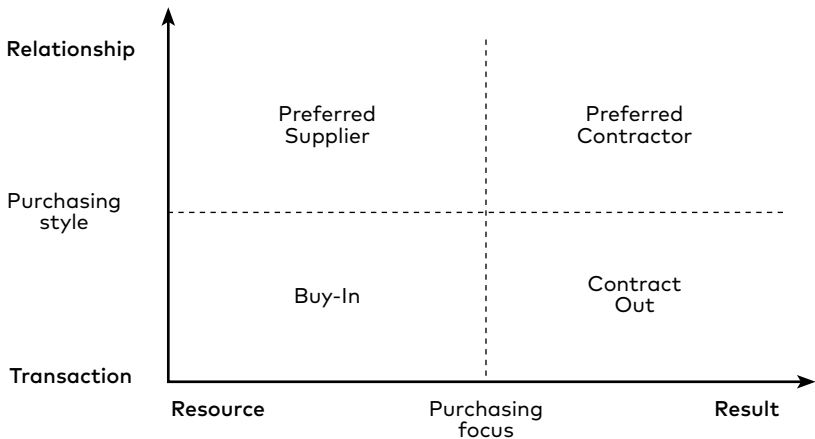 Relationship
Preferred
Supplier
Preferred
Contractor
Purchasing
style
Buy-In
Contract
Out
Transaction
Resource
Purchasing
focus
Result